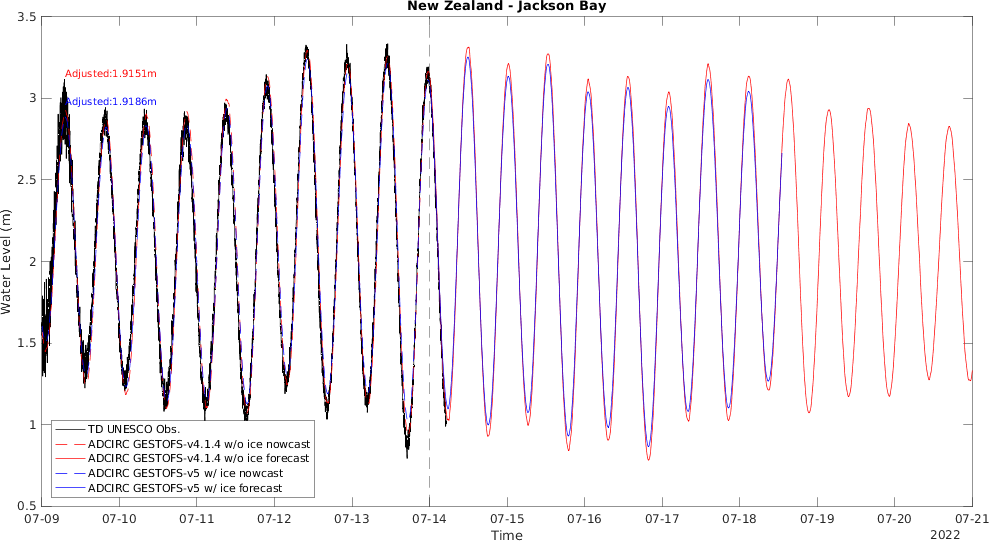 New Zealand - Jackson Bay
3.5
3
2.5
2
1.5
1
0.5
Water Level (m)
Adjusted:1.9151m
Adjusted:1.9186m
TD UNESCO Obs.
ADCIRC GESTOFS-v4.1.4 w/o ice nowcast
ADCIRC GESTOFS-v4.1.4 w/o ice forecast
ADCIRC GESTOFS-v5 w/ ice nowcast
ADCIRC GESTOFS-v5 w/ ice forecast
07-09 07-10 07-11 07-12 07-13 07-14 07-15 07-16 07-17 07-18 07-19 07-20 07-21
Time
2022